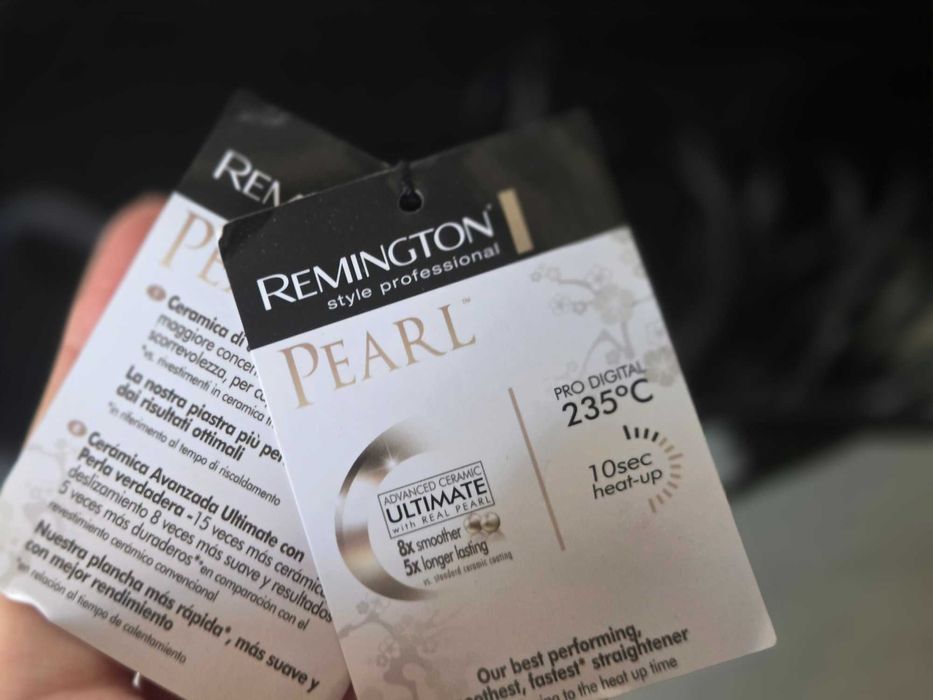 REMINGTON
style professional
PEARL™
PRO DIGITAL
235ºC
10sec
heat-up
ADVANCED CERAMIC
ULTIMATE
with REAL PEARL
8x smoother
5x longer lasting
vs. standard ceramic coating
Our best performing,
fastest* straightener
to the heat up time
Ceramica di
maggiore
scorrevolezza, per
*vs. rivestimenti in ceramica
La nostra piastra più
dai risultati ottimali
*in riferimento al tempo di riscaldamento
Cerámica Avanzada Ultimate con
Perla verdadera -15 veces más cerámica
deslizamiento 8 veces más suave y resultados
5 veces más duraderos* *en comparación con el
revestimiento cerámico convencional
Nuestra plancha más rápida*, más suave y
con mejor rendimiento
*en relación al tiempo de calentamiento